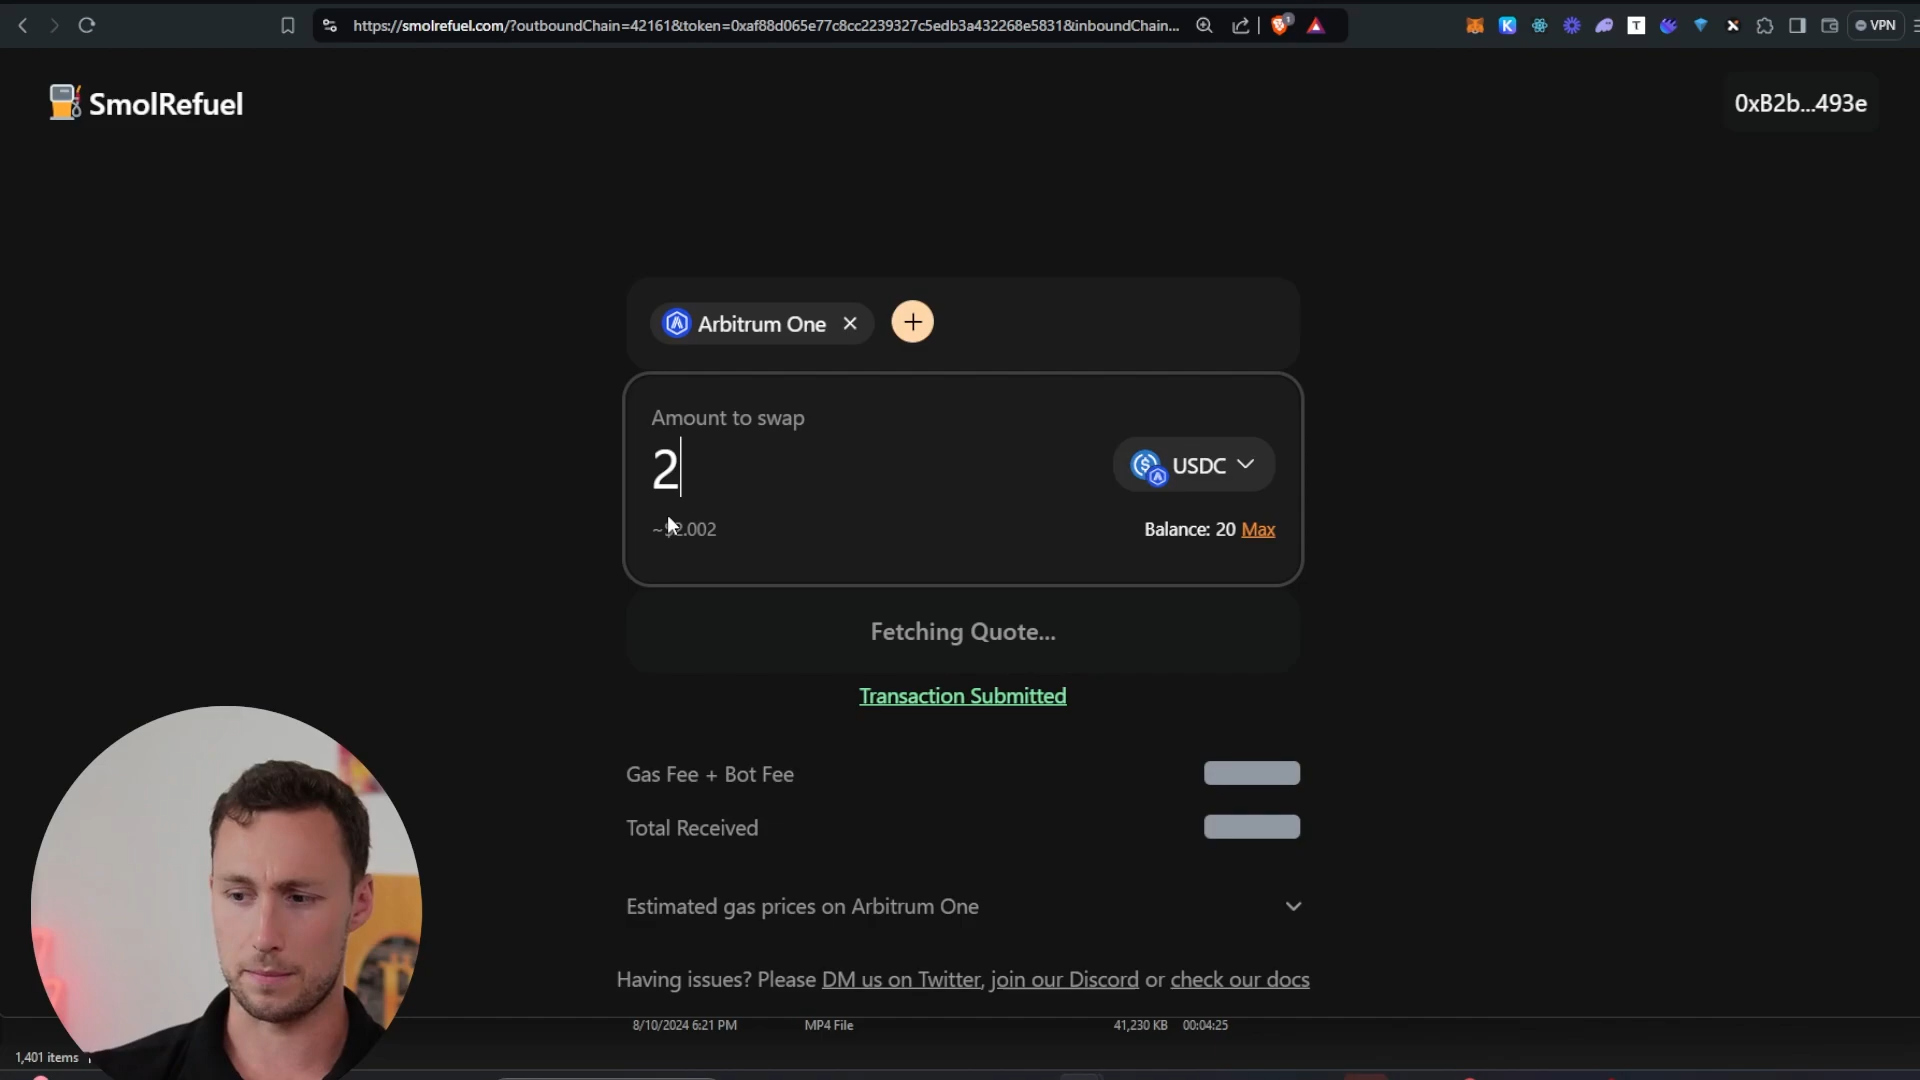 https://smolrefuel.com/?outboundChain=42161&token=0xaf88d065e77c8cc2239327c5edb3a432268e5831&inboundChain...
1
K
T
VPN
SmolRefuel
0xB2b...493e
Arbitrum One
Amount to swap
2
USDC
~$2.002
Balance: 20 Max
Fetching Quote...
Transaction Submitted
Gas Fee + Bot Fee
Total Received
Estimated gas prices on Arbitrum One
Having issues? Please DM us on Twitter, join our Discord or check our docs
8/10/2024 6:21 PM MP4 File 41,230 KB 00:04:25
1,401 items